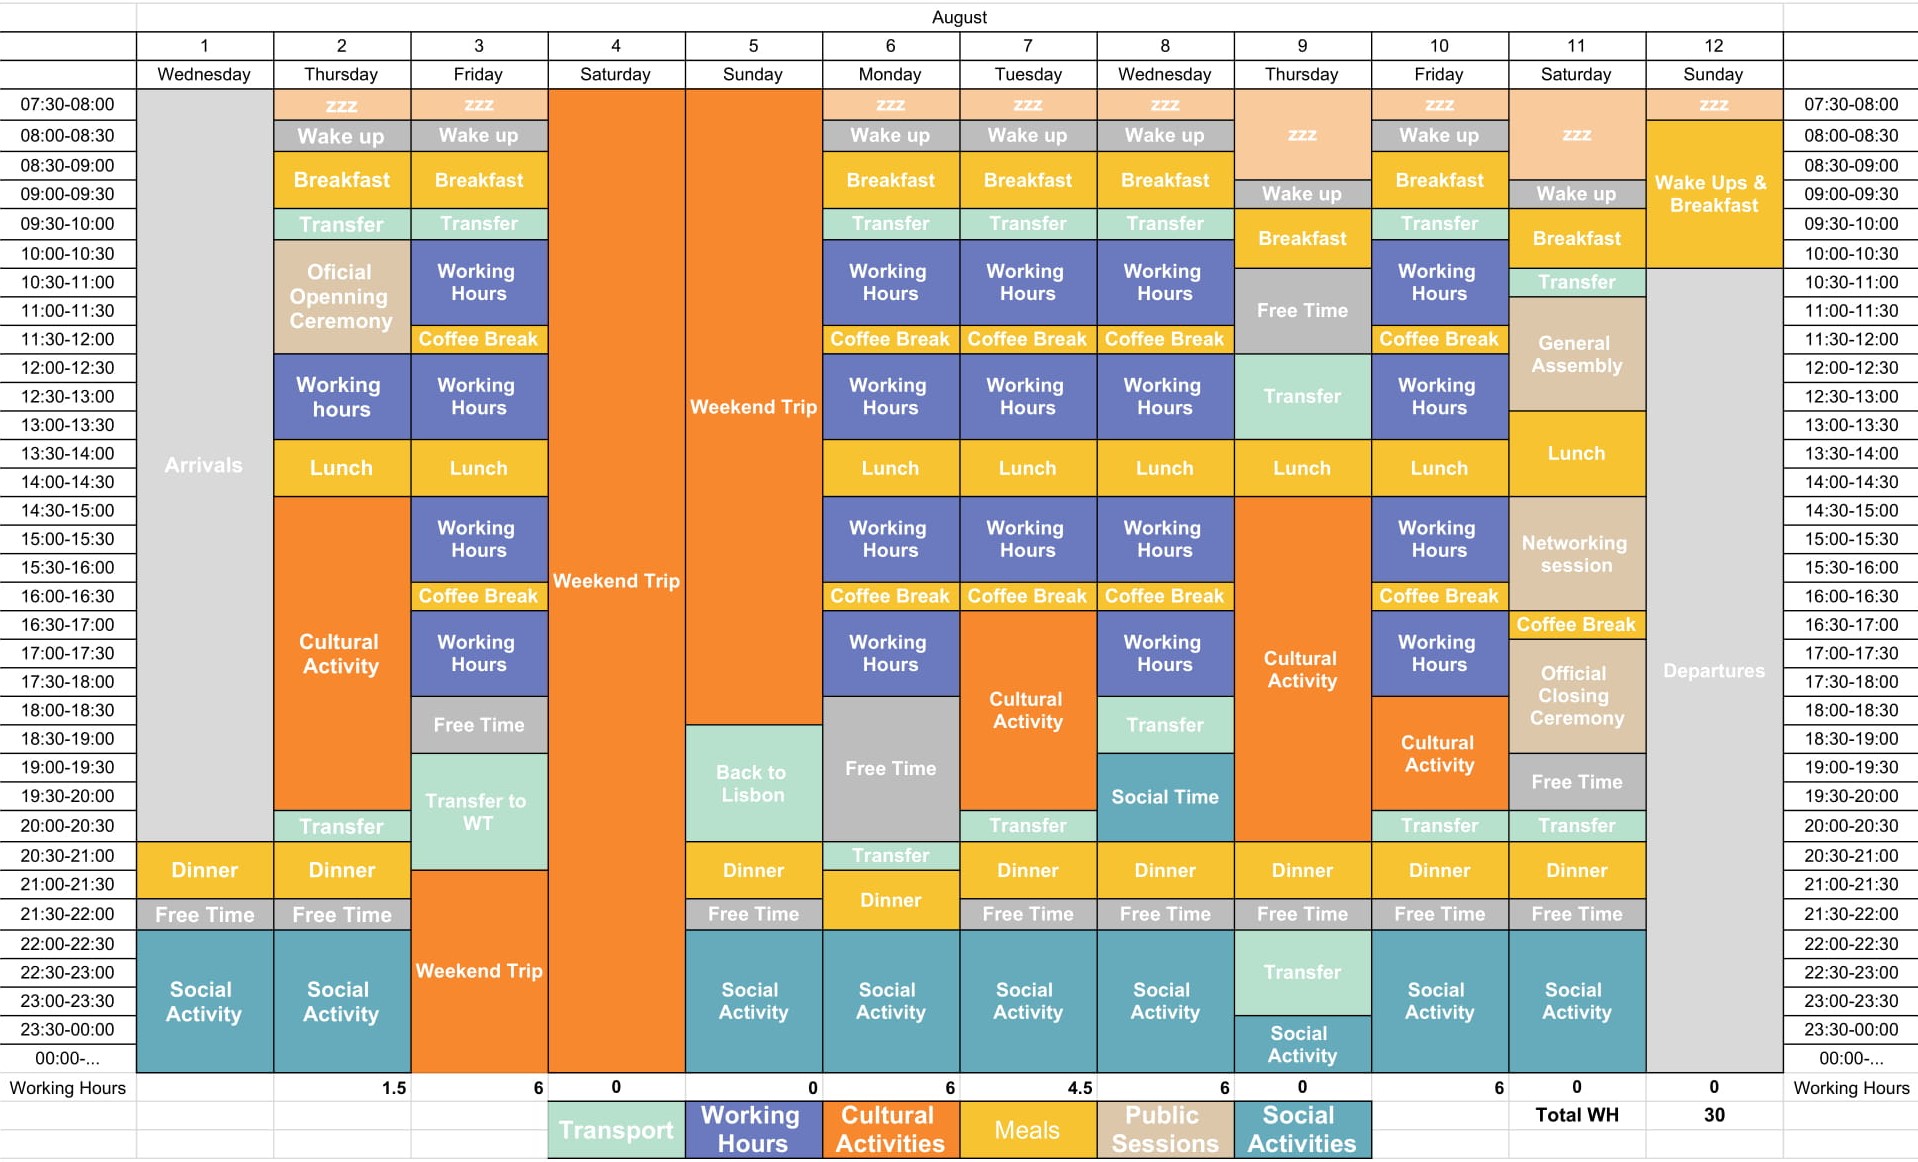 August
1 2 3 4 5 6 7 8 9 10 11 12
Wednesday Thursday Friday Saturday Sunday Monday Tuesday Wednesday Thursday Friday Saturday Sunday
07:30-08:00 zzz zzz zzz zzz zzz zzz zzz 07:30-08:00
08:00-08:30 Wake up Wake up Wake up Wake up Wake up zzz Wake up zzz 08:00-08:30
08:30-09:00 08:30-09:00
Breakfast Breakfast Breakfast Breakfast Breakfast Breakfast
Wake Ups &
09:00-09:30 Wake up Wake up 09:00-09:30
Breakfast
09:30-10:00 Transfer Transfer Transfer Transfer Transfer Transfer 09:30-10:00
Breakfast Breakfast
10:00-10:30 10:00-10:30
Oficial Working Working Working Working Working
10:30-11:00 Transfer 10:30-11:00
Openning Hours Hours Hours Hours Hours
11:00-11:30 Free Time 11:00-11:30
Ceremony
11:30-12:00 Coffee Break Coffee Break Coffee Break Coffee Break Coffee Break General 11:30-12:00
Assembly
12:00-12:30 12:00-12:30
Working Working Working Working Working Working
12:30-13:00 Transfer 12:30-13:00
hours Hours Hours Hours Hours Hours
Weekend Trip
13:00-13:30 13:00-13:30
13:30-14:00 Lunch 13:30-14:00
Arrivals Lunch Lunch Lunch Lunch Lunch Lunch Lunch
14:00-14:30 14:00-14:30
14:30-15:00 14:30-15:00
Working Working Working Working Working
15:00-15:30 Networking 15:00-15:30
Hours Hours Hours Hours Hours
session
15:30-16:00 15:30-16:00
Weekend Trip
16:00-16:30 Coffee Break Coffee Break Coffee Break Coffee Break Coffee Break 16:00-16:30
16:30-17:00 Coffee Break 16:30-17:00
Cultural Working Working Working Working
17:00-17:30 17:00-17:30
Activity Hours Hours Hours Cultural Hours
Activity Departures
17:30-18:00 Official 17:30-18:00
Cultural Closing
Activity Ceremony
18:00-18:30 18:00-18:30
Free Time Transfer
18:30-19:00 18:30-19:00
Cultural
Activity
19:00-19:30 Back to Free Time 19:00-19:30
Lisbon Free Time
19:30-20:00 Transfer to Social Time 19:30-20:00
WT
20:00-20:30 Transfer Transfer Transfer Transfer 20:00-20:30
20:30-21:00 Transfer 20:30-21:00
Dinner Dinner Dinner Dinner Dinner Dinner Dinner Dinner
21:00-21:30 21:00-21:30
Dinner
21:30-22:00 Free Time Free Time Free Time Free Time Free Time Free Time Free Time Free Time 21:30-22:00
22:00-22:30 22:00-22:30
22:30-23:00 Weekend Trip Transfer 22:30-23:00
Social Social Social Social Social Social Social Social
23:00-23:30 23:00-23:30
Activity Activity Activity Activity Activity Activity Activity Activity
23:30-00:00 Social 23:30-00:00
Activity
00:00-... 00:00-...
Working Hours 1.5 6 0 0 6 4.5 6 0 6 0 0 Working Hours
Total WH 30
Transport Working Cultural Meals Public Social
Hours Activities Sessions Activities